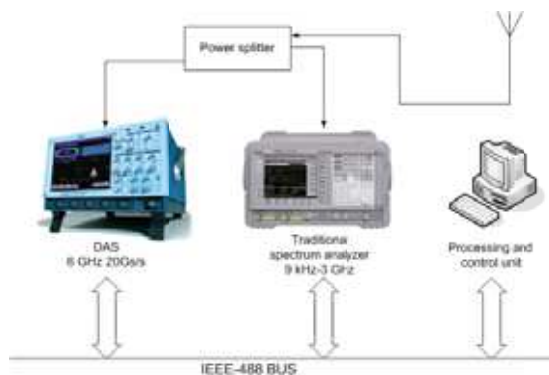 Power splitter
DAS
6 GHz 20Gs/s
Traditional
spectrum analyzer
9 kHz-3 GHz
Processing and
control unit
IEEE-488 BUS